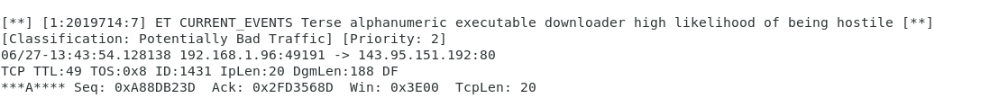 [**] [1:2019714:7] ET CURRENT_EVENTS Terse alphanumeric executable downloader high likelihood of being hostile [**]
[Classification: Potentially Bad Traffic] [Priority: 2]
06/27-13:43:54.128138 192.168.1.96:49191 -> 143.95.151.192:80
TCP TTL:49 TOS:0x8 ID:1431 IpLen:20 DgmLen:188 DF
***A**** Seq: 0xA88DB23D  Ack: 0x2FD3568D  Win: 0x3E00  TcpLen: 20